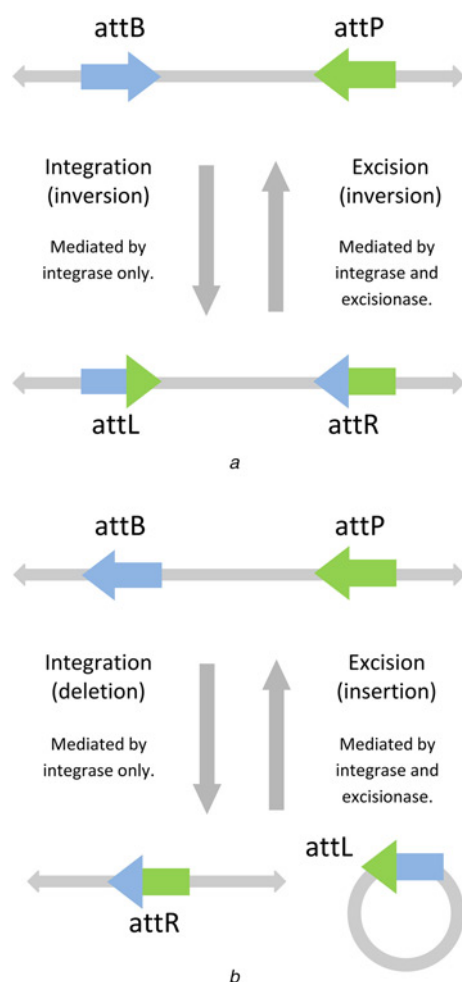 attB attP
Integration (inversion)
Mediated by integrase only.
Excision (inversion)
Mediated by integrase and excisionase.
attL attR
a
attB attP
Integration (deletion)
Mediated by integrase only.
Excision (insertion)
Mediated by integrase and excisionase.
attL
attR
b